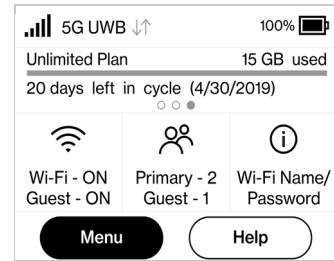 5G UWB 100%
Unlimited Plan 15 GB used
20 days left in cycle (4/30/2019)
Wi-Fi - ON Primary - 2 Wi-Fi Name/
Guest - ON Guest - 1 Password
Menu Help